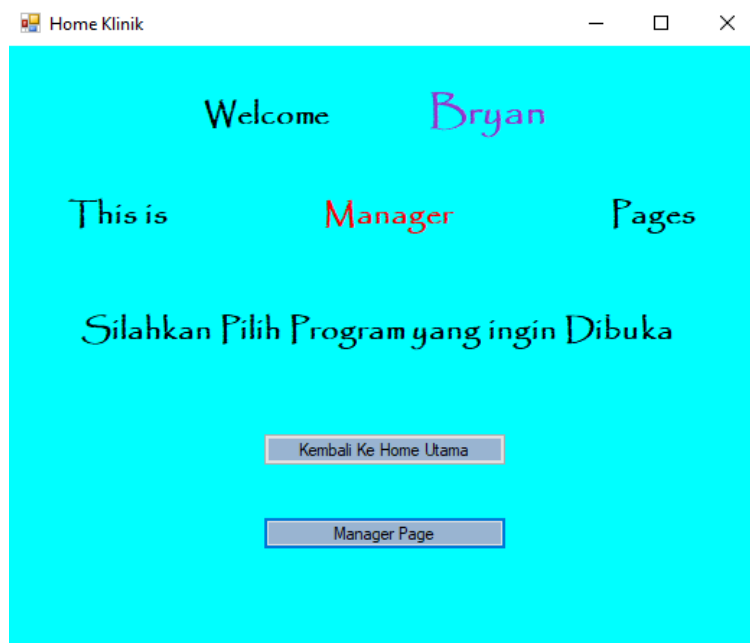 Home Klinik
Welcome Bryan
This is Manager Pages
Silahkan Pilih Program yang ingin Dibuka
Kembali Ke Home Utama
Manager Page